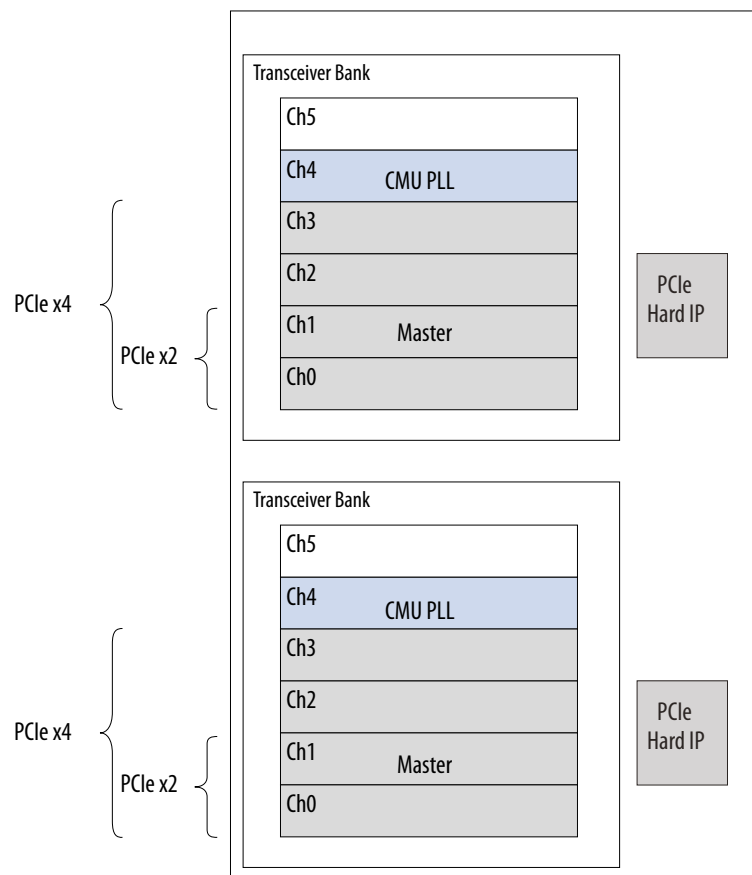 Transceiver Bank
Ch5
Ch4
CMU PLL
Ch3
Ch2
Ch1
Master
Ch0
PCIe x4
PCIe x2
PCIe
Hard IP
Transceiver Bank
Ch5
Ch4
CMU PLL
Ch3
Ch2
Ch1
Master
Ch0
PCIe x4
PCIe x2
PCIe
Hard IP